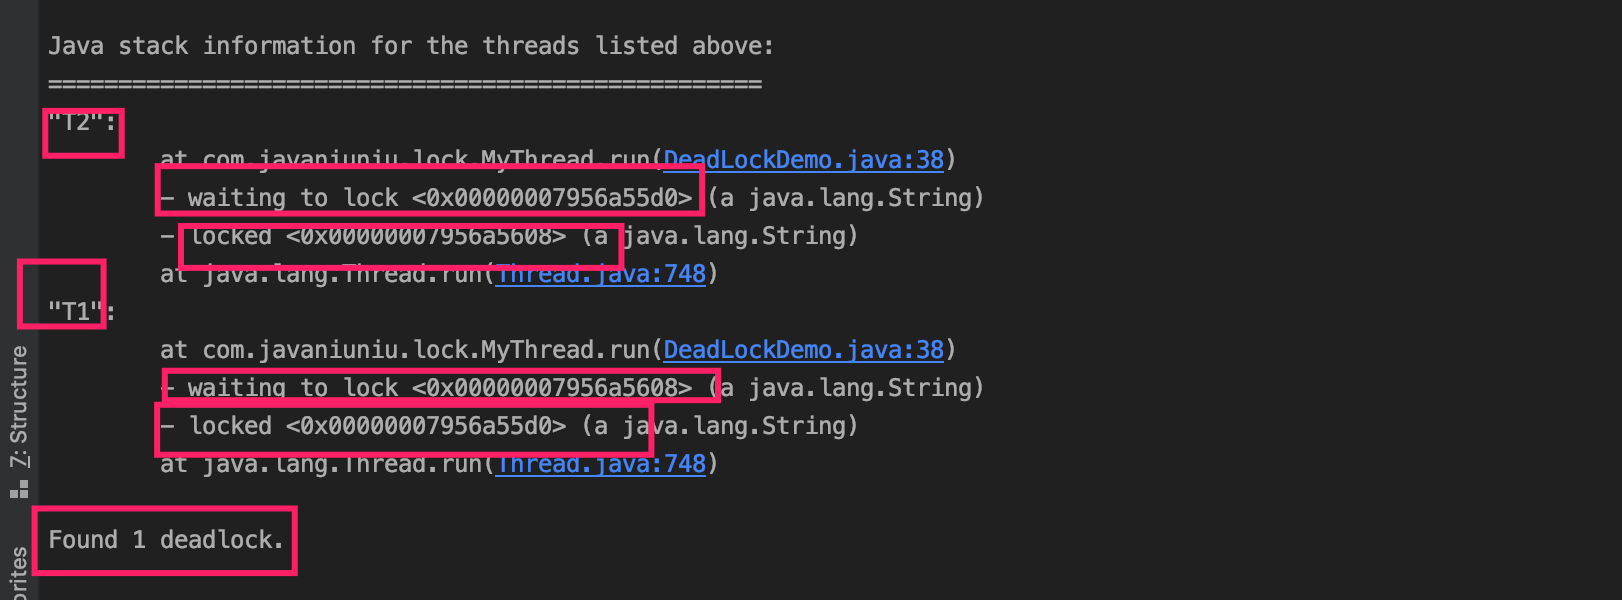 Java stack information for the threads listed above:
===================================================
"T2":
at com.javaniuniu.lock.MyThread.run(DeadLockDemo.java:38)
- waiting to lock <0x00000007956a55d0> (a java.lang.String)
- locked <0x00000007956a5608> (a java.lang.String)
at java.lang.Thread.run(Thread.java:748)
"T1":
at com.javaniuniu.lock.MyThread.run(DeadLockDemo.java:38)
- waiting to lock <0x00000007956a5608> (a java.lang.String)
- locked <0x00000007956a55d0> (a java.lang.String)
at java.lang.Thread.run(Thread.java:748)
Found 1 deadlock.
7: Structure